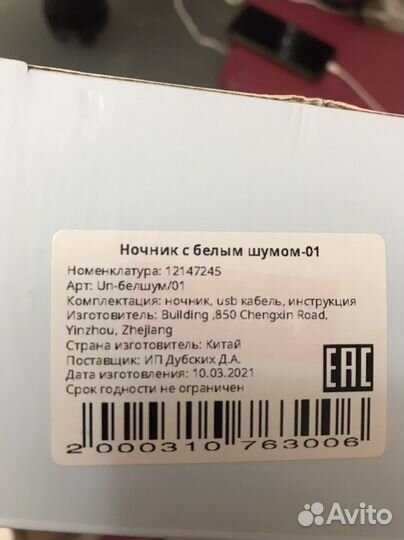 Ночник с белым шумом-01
Номенклатура: 12147245
Арт: Un-белшум/01
Комплектация: ночник, usb кабель, инструкция
Изготовитель: Building ,850 Chengxin Road,
Yinzhou, Zhejiang
Страна изготовитель: Китай
Поставщик: ИП Дубских Д.А.
Дата изготовления: 10.03.2021
Срок годности не ограничен
EAC
2 000310 763006
Avito